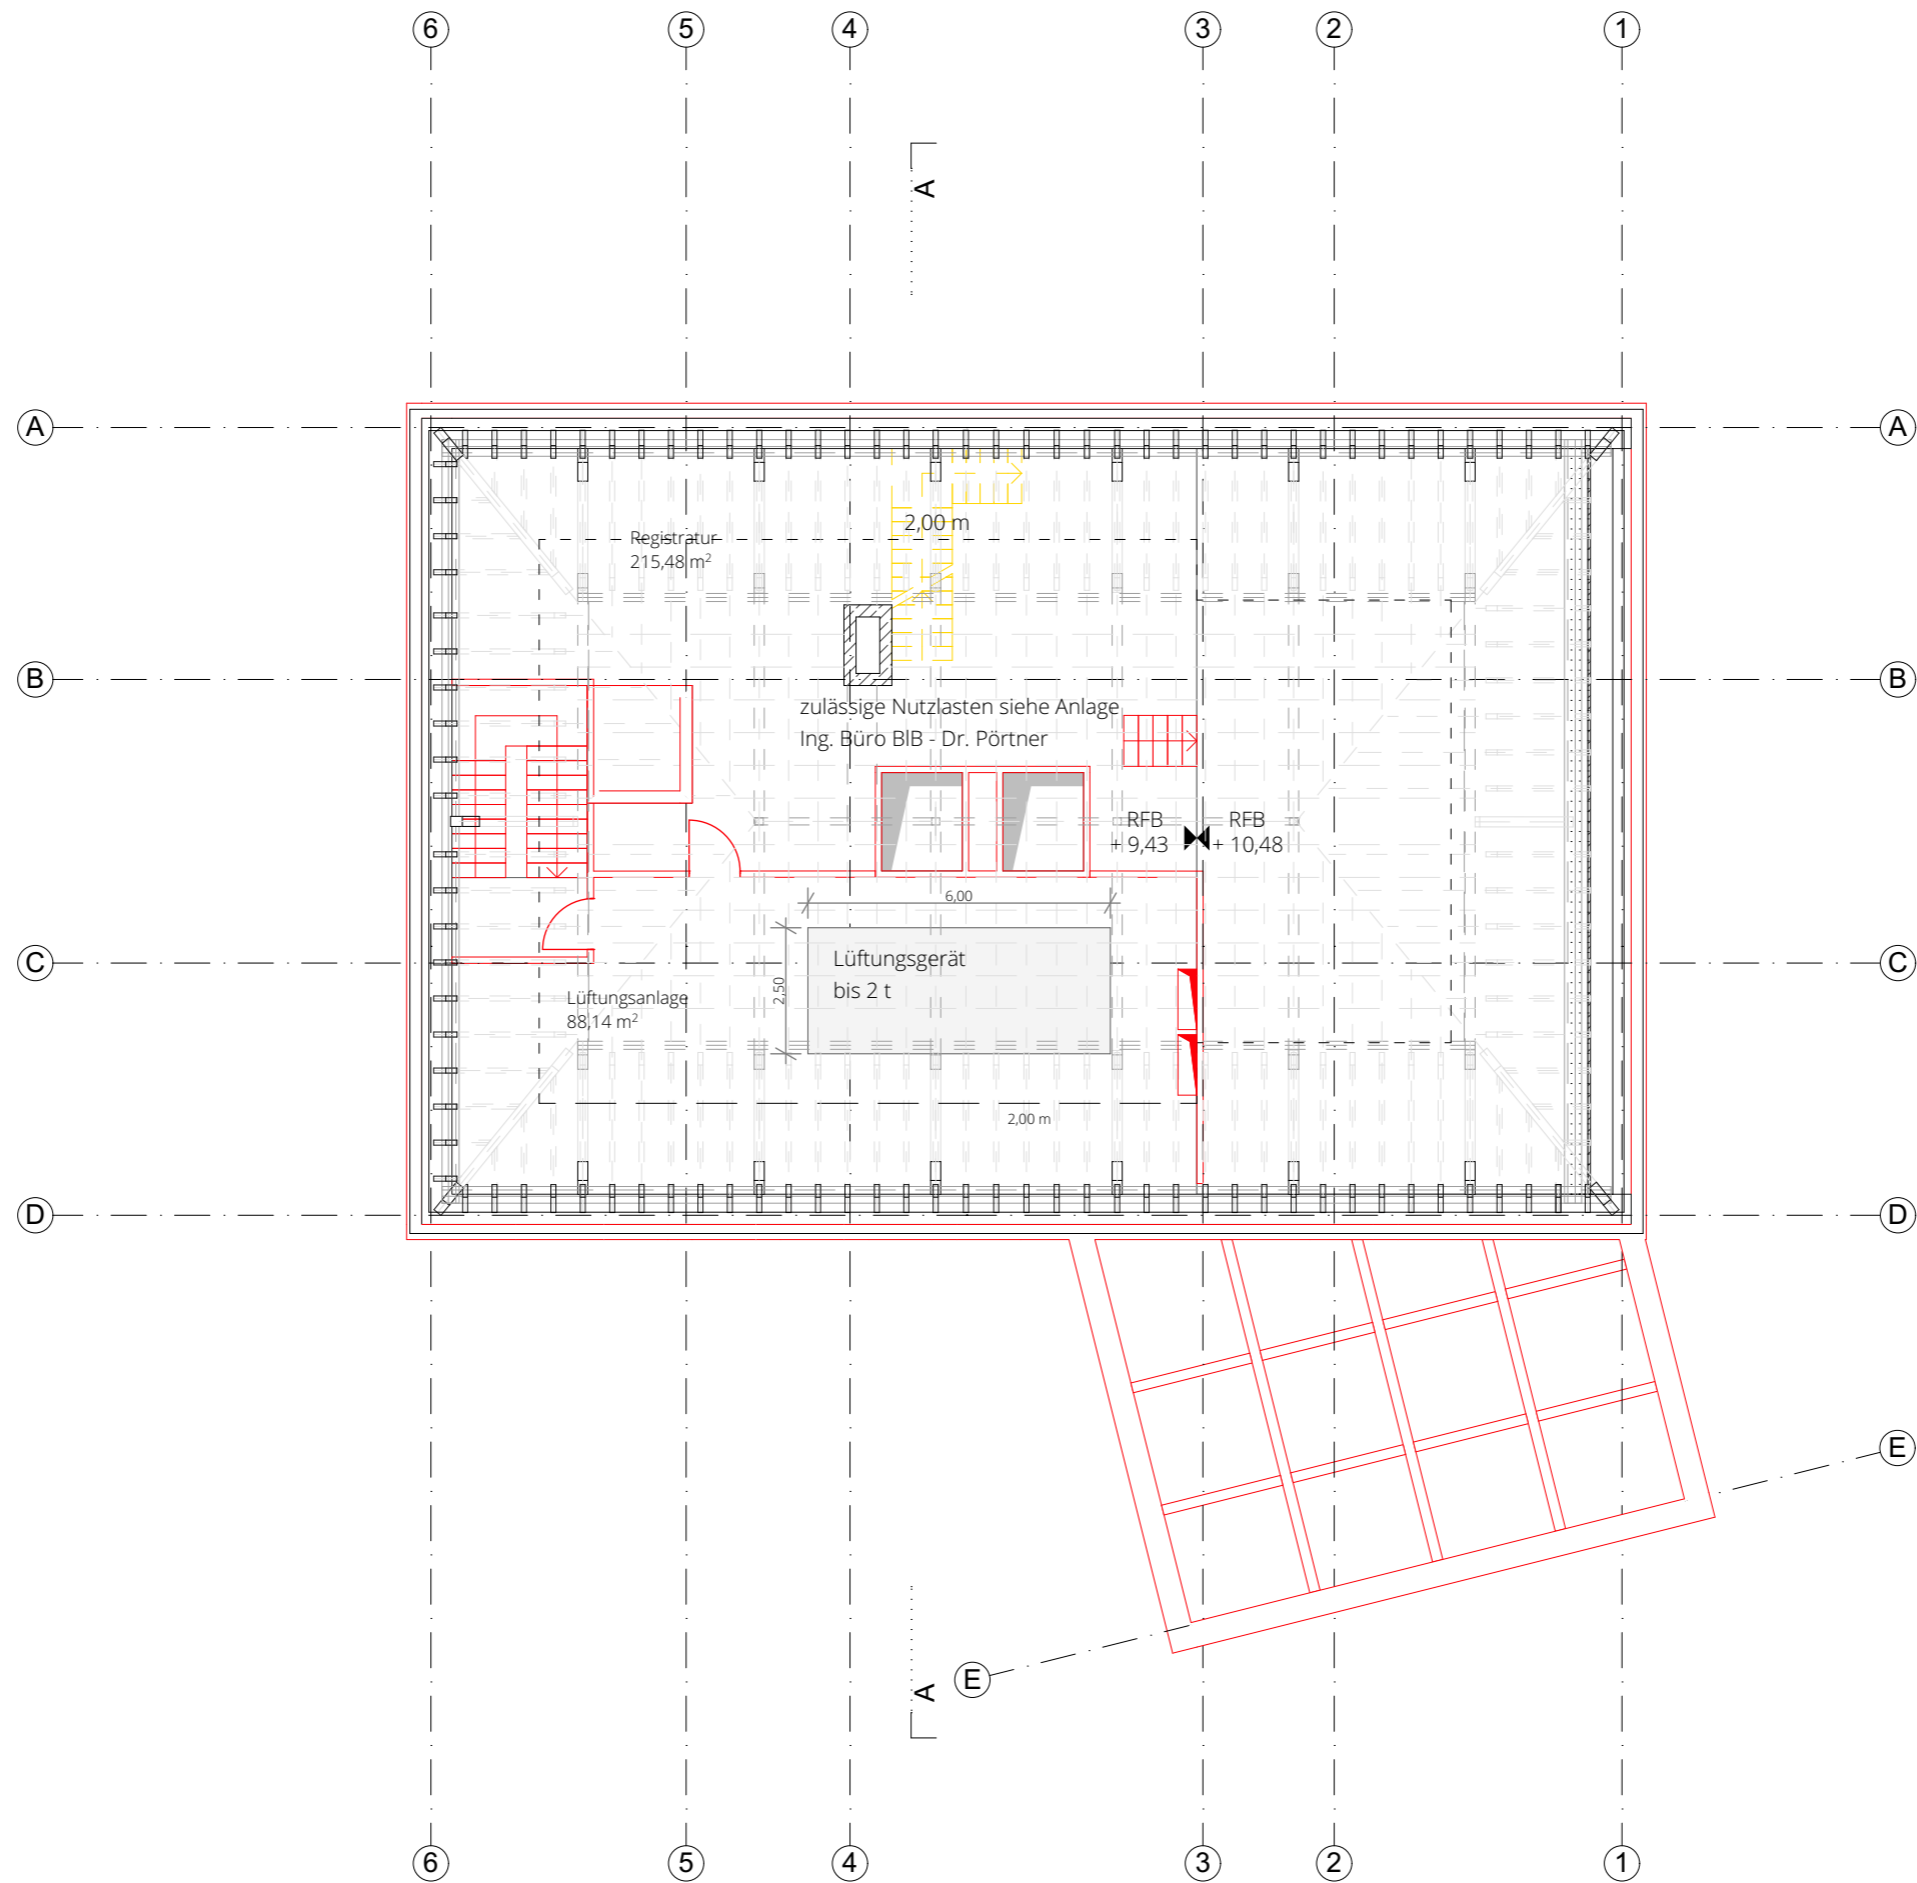 6 5 4 3 2 1
A
A A
2,00 m
Registratur
215,48 m²
B B
zulässige Nutzlasten siehe Anlage
Ing. Büro BIB - Dr. Pörtner
RFB RFB
+ 9,43 + 10,48
6,00
Lüftungsgerät
bis 2 t
2,50
C C
Lüftungsanlage
88,14 m²
2,00 m
D D
E
E
A
6 5 4 3 2 1